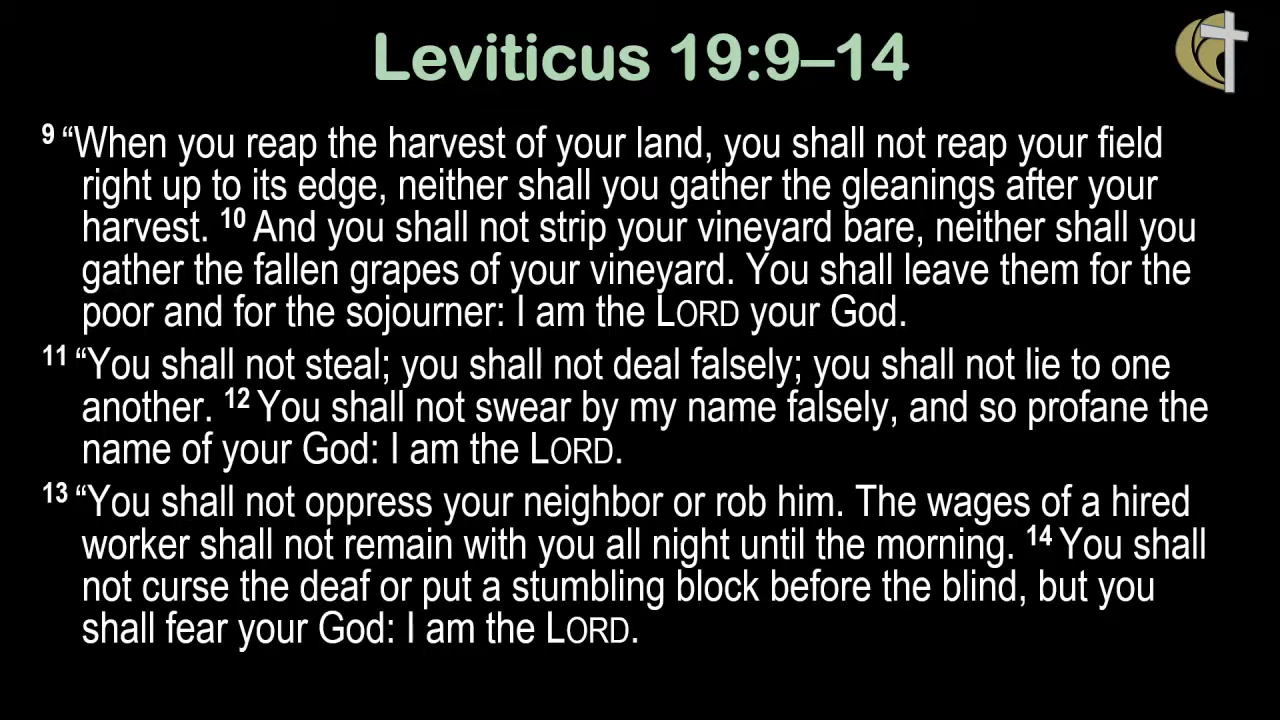 Leviticus 19:9–14
9 “When you reap the harvest of your land, you shall not reap your field
right up to its edge, neither shall you gather the gleanings after your
harvest. 10 And you shall not strip your vineyard bare, neither shall you
gather the fallen grapes of your vineyard. You shall leave them for the
poor and for the sojourner: I am the LORD your God.
11 “You shall not steal; you shall not deal falsely; you shall not lie to one
another. 12 You shall not swear by my name falsely, and so profane the
name of your God: I am the LORD.
13 “You shall not oppress your neighbor or rob him. The wages of a hired
worker shall not remain with you all night until the morning. 14 You shall
not curse the deaf or put a stumbling block before the blind, but you
shall fear your God: I am the LORD.